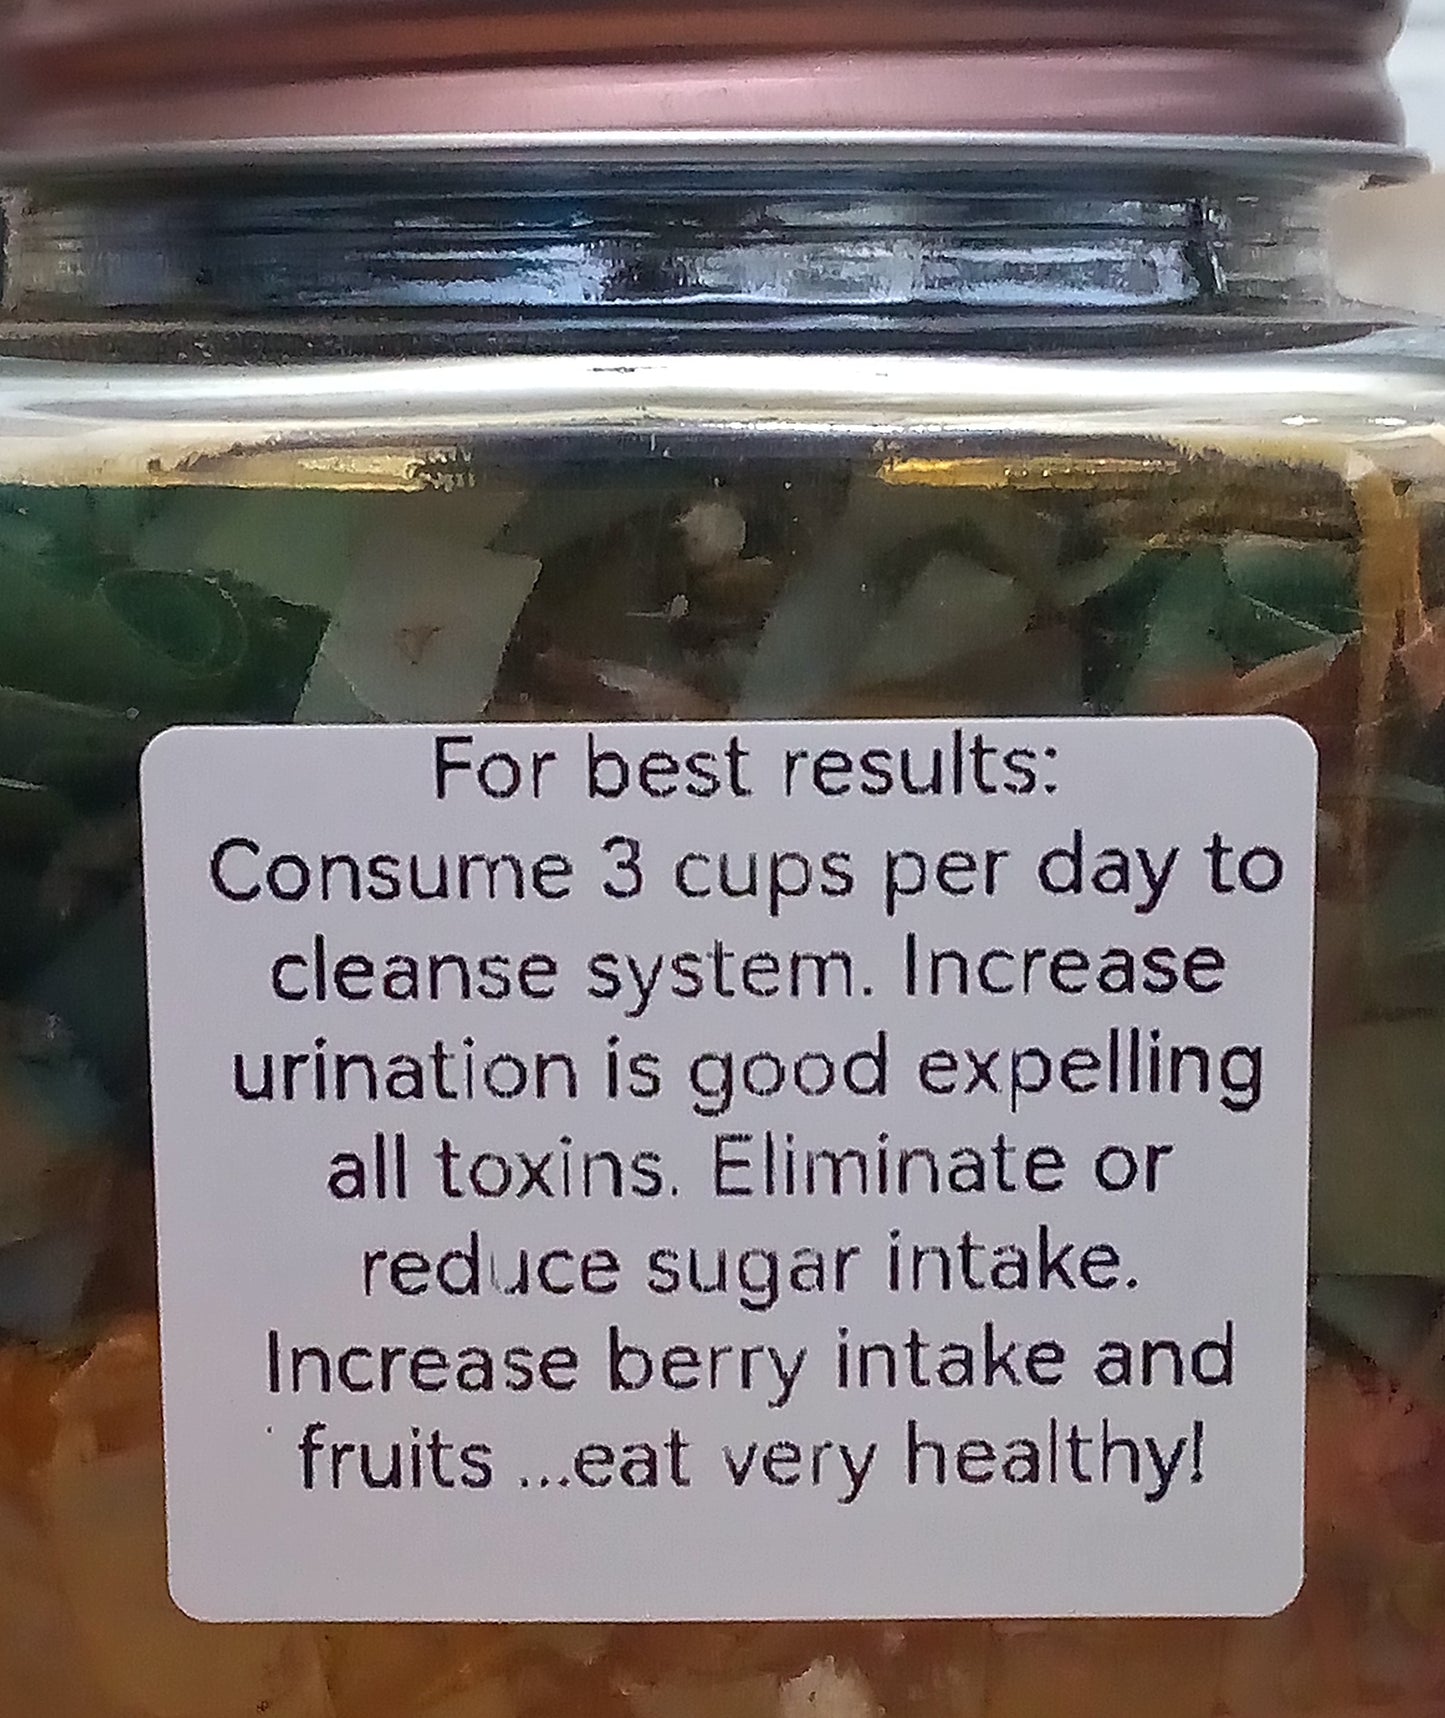 For best results:
Consume 3 cups per day to
cleanse system. Increase
urination is good expelling
all toxins. Eliminate or
reduce sugar intake.
Increase berry intake and
fruits ...eat very healthy!